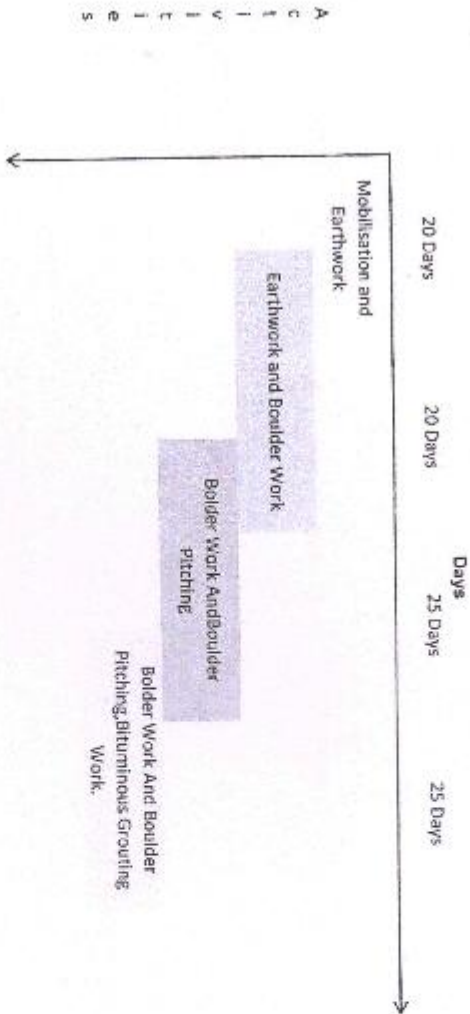 Days
20 Days 20 Days 25 Days 25 Days
Mobilisation and
Earthwork
Earthwork and Boulder Work
Bolder Work AndBoulder
Pitching
Bolder Work And Boulder
Pitching,Bituminous Grouting
Work.
A
c
t
i
v
i
t
i
e
s